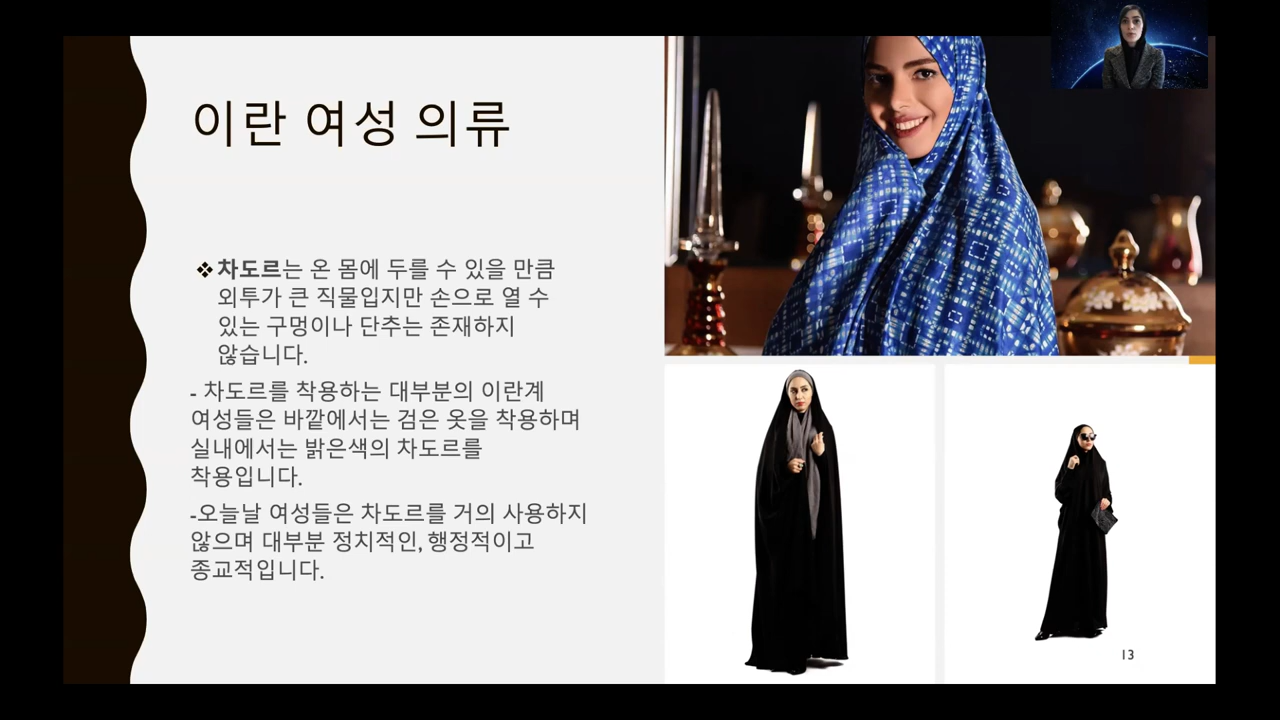 이란 여성 의류
❖차도르는 온 몸에 두를 수 있을 만큼
외투가 큰 직물입지만 손으로 열 수
있는 구멍이나 단추는 존재하지
않습니다.
- 차도르를 착용하는 대부분의 이란계
여성들은 바깥에서는 검은 옷을 착용하며
실내에서는 밝은색의 차도르를
착용입니다.
-오늘날 여성들은 차도르를 거의 사용하지
않으며 대부분 정치적인, 행정적이고
종교적입니다.
13